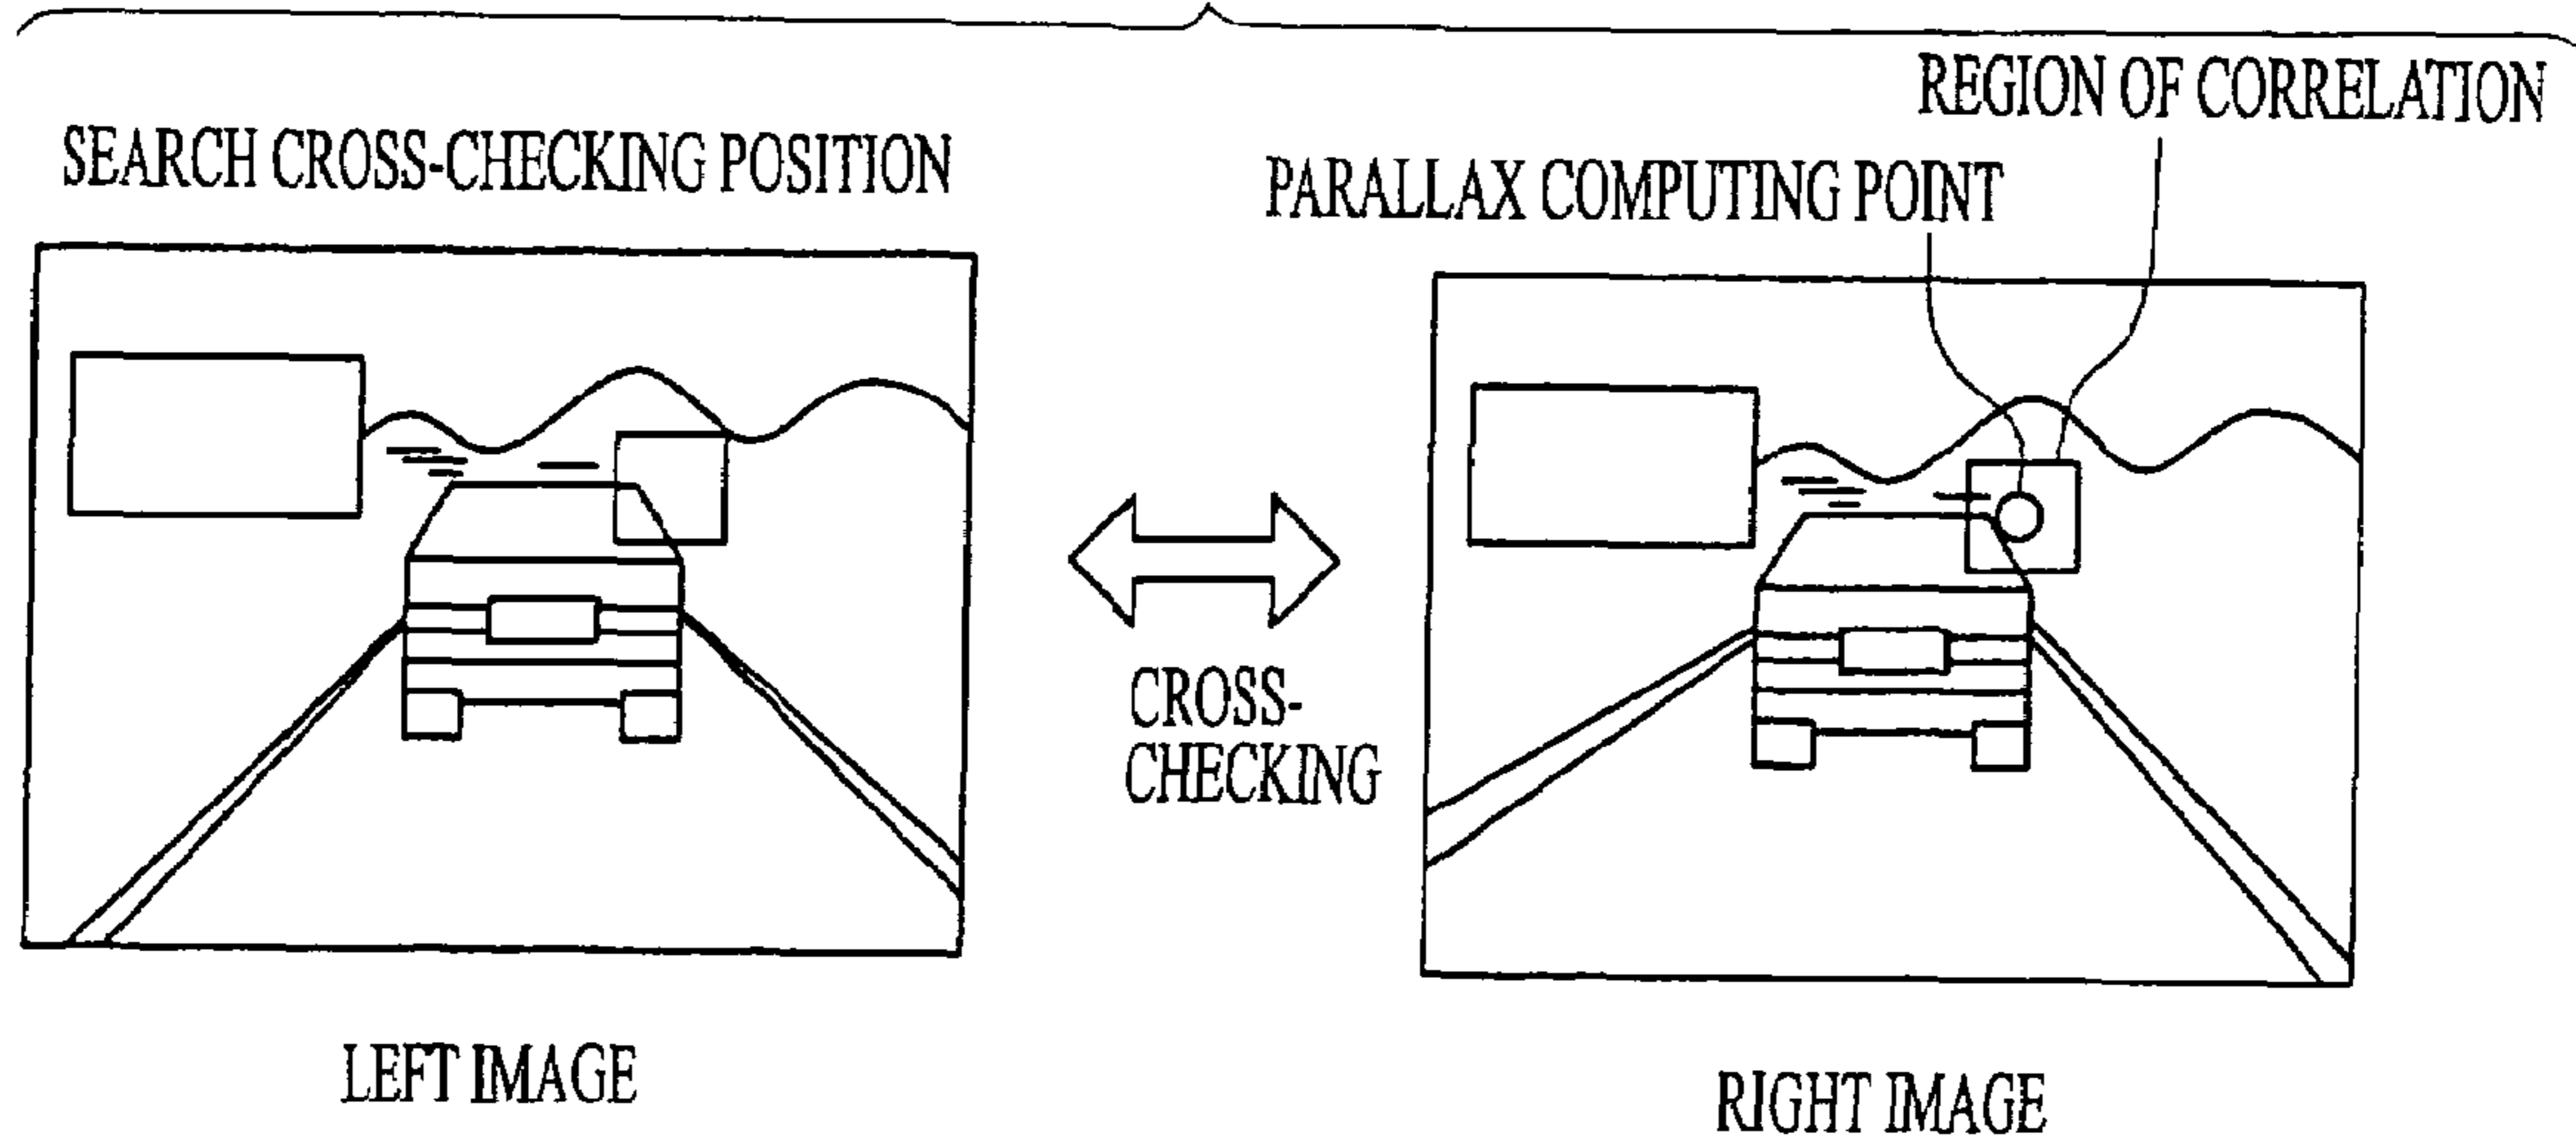 REGION OF CORRELATION
SEARCH CROSS-CHECKING POSITION
PARALLAX COMPUTING POINT
CROSS-
CHECKING
LEFT IMAGE
RIGHT IMAGE